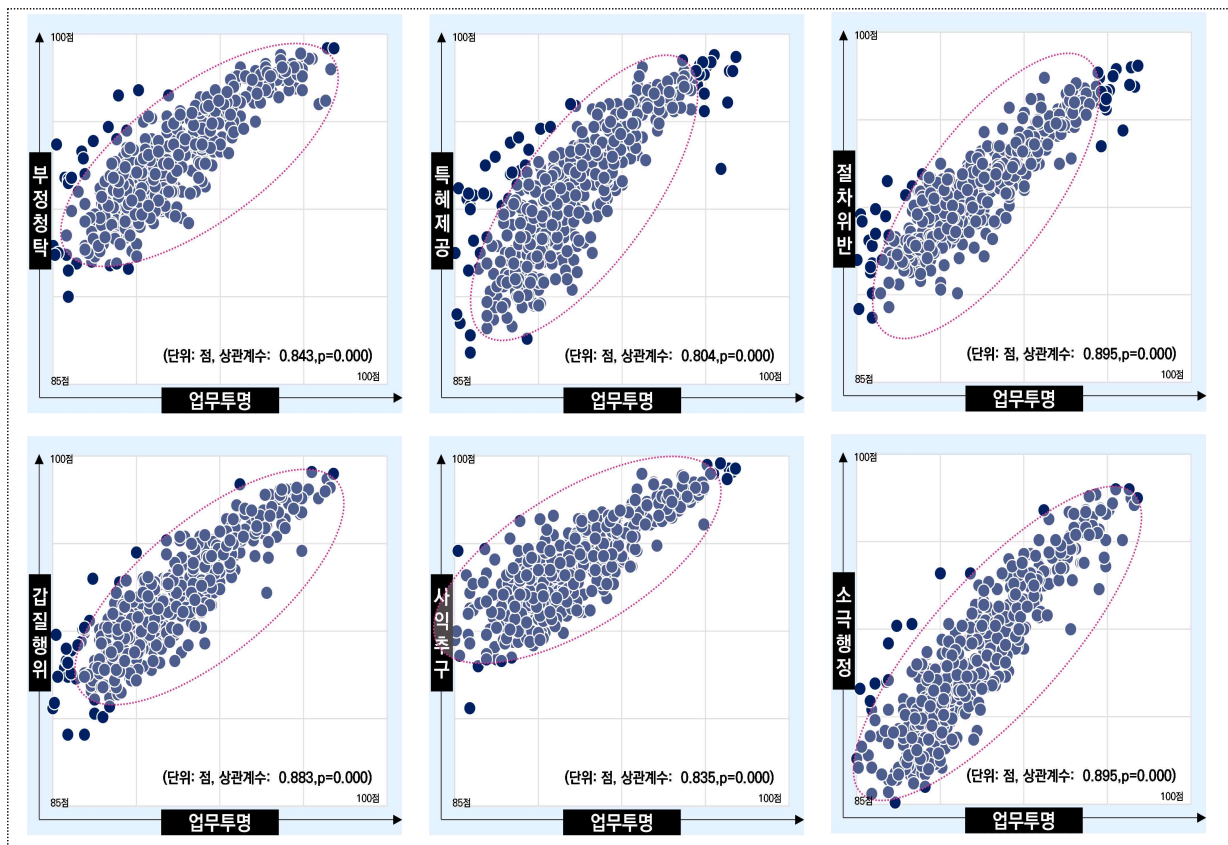 100점
부정청탁
(단위: 점, 상관계수: 0.843,p=0.000)
85점
100점
업무투명
100점
특혜제공
(단위: 점, 상관계수: 0.804,p=0.000)
85점
100점
업무투명
100점
절차위반
(단위: 점, 상관계수: 0.895,p=0.000)
85점
100점
업무투명
100점
갑질행위
(단위: 점, 상관계수: 0.883,p=0.000)
85점
100점
업무투명
100점
사익추구
(단위: 점, 상관계수: 0.835,p=0.000)
85점
100점
업무투명
100점
소극행정
(단위: 점, 상관계수: 0.895,p=0.000)
85점
100점
업무투명